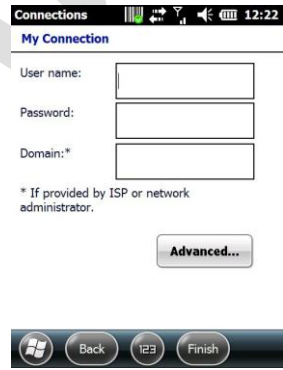 Connections 12:22
My Connection
User name:
Password:
Domain:*
* If provided by ISP or network
administrator.
Advanced...
Back 123 Finish